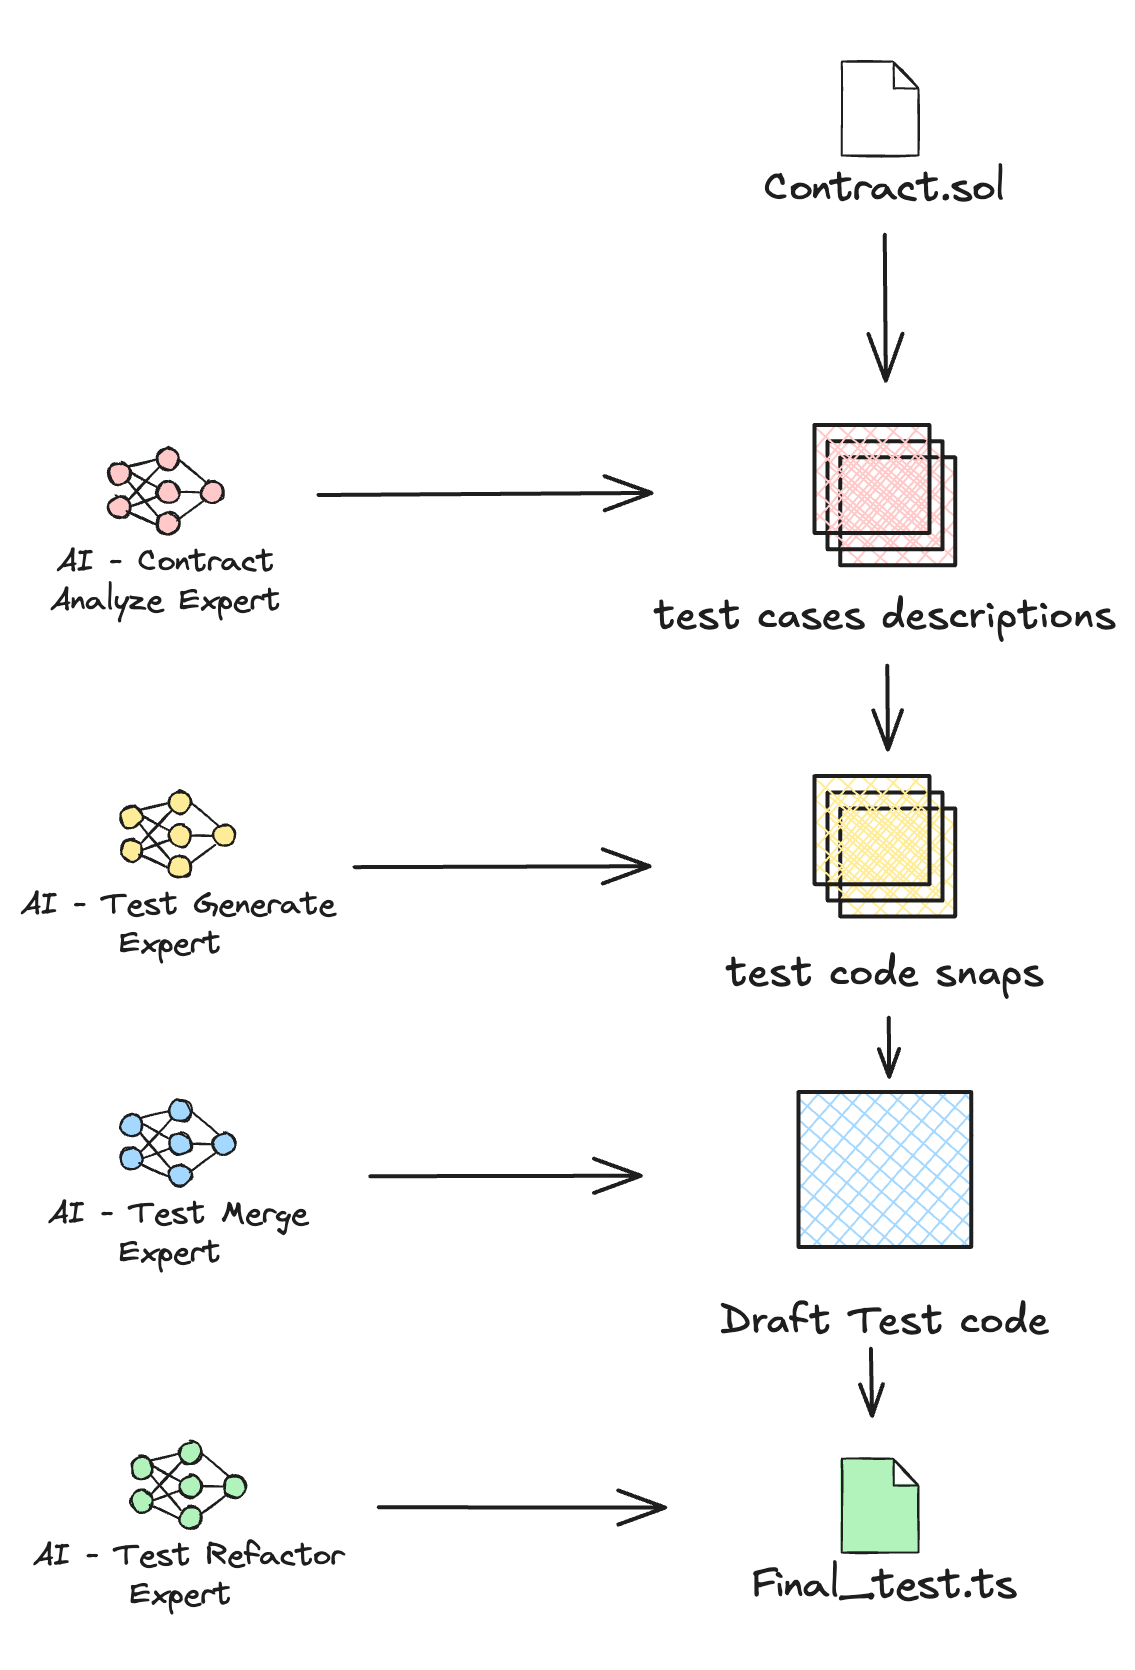 Contract.sol
AI - Contract
Analyze Expert
test cases descriptions
AI - Test Generate
Expert
test code snaps
AI - Test Merge
Expert
Draft Test code
AI - Test Refactor
Expert
Final_test.ts